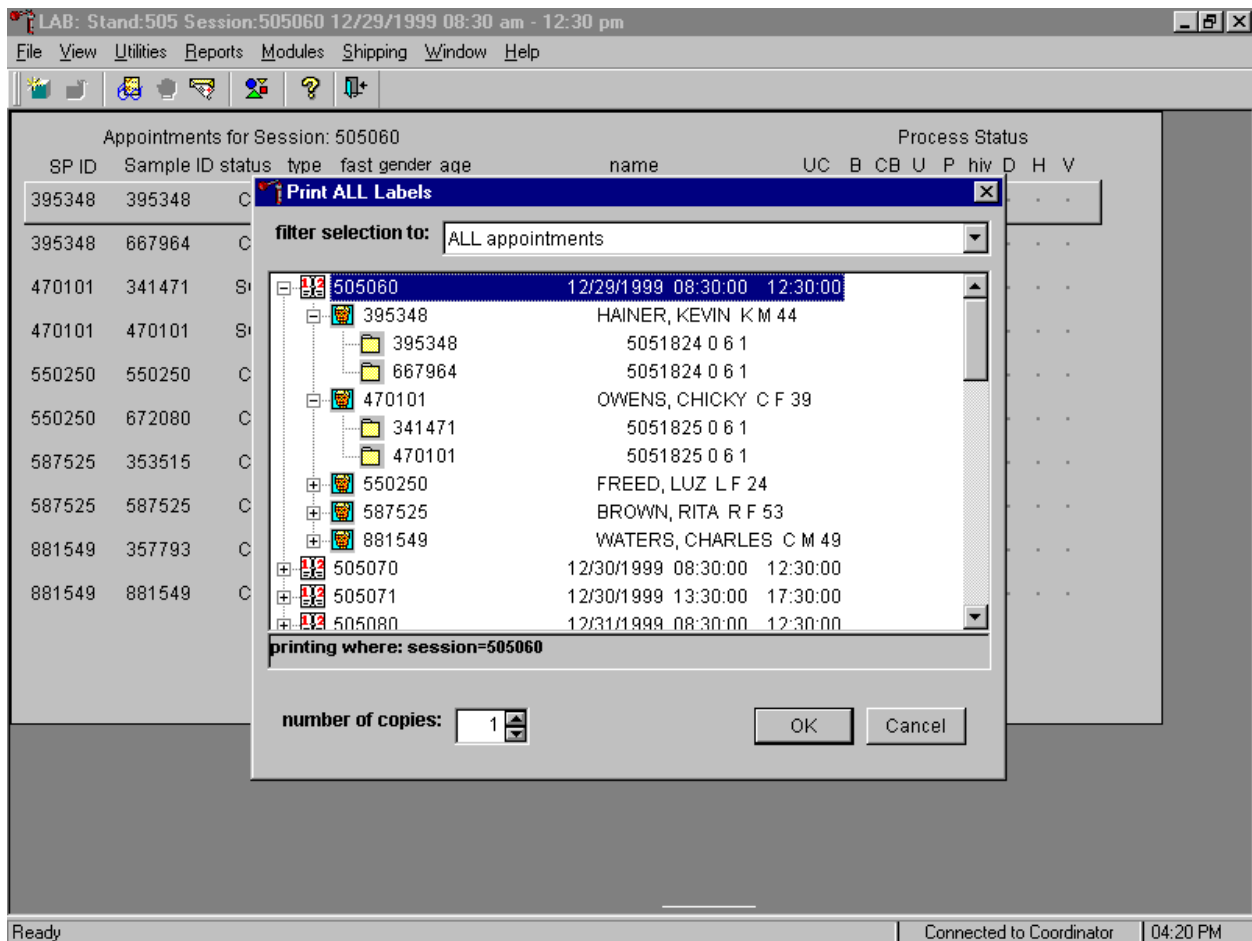 LAB: Stand:505 Session:505060 12/29/1999 08:30 am - 12:30 pm
File View Utilities Reports Modules Shipping Window Help
Appointments for Session: 505060 Process Status
SP ID Sample ID status type fast gender age name UC B CB U P hiv D H V
395348 395348 C
395348 667964 C
470101 341471
470101 470101
550250 550250 C
550250 672080 C
587525 353515 C
587525 587525 C
881549 357793 C
881549 881549 C
Print ALL Labels
filter selection to: ALL appointments
505060 12/29/1999 08:30:00 12:30:00
395348 HAINER, KEVIN K M 44
395348 5051824 0 6 1
667964 5051824 0 6 1
470101 OWENS, CHICKY C F 39
341471 5051825 0 6 1
470101 5051825 0 6 1
550250 FREED, LUZ L F 24
587525 BROWN, RITA R F 53
881549 WATERS, CHARLES C M 49
505070 12/30/1999 08:30:00 12:30:00
505071 12/30/1999 13:30:00 17:30:00
505080 12/31/1999 08:30:00 12:30:00
printing where: session=505060
number of copies: 1 OK Cancel
Ready Connected to Coordinator 04:20 PM